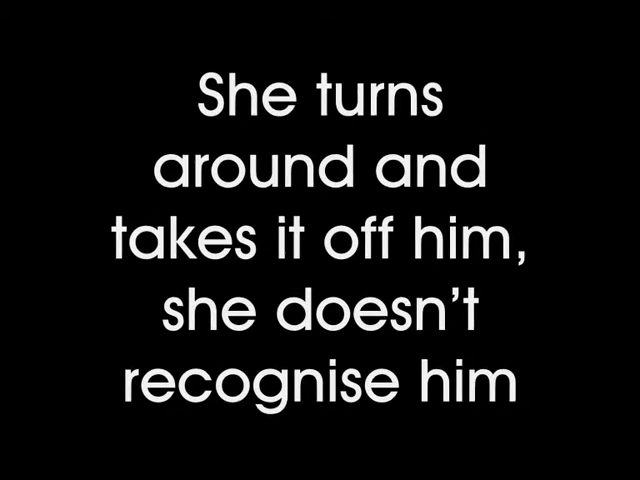 She turns
around and
takes it off him,
she doesn’t
recognise him